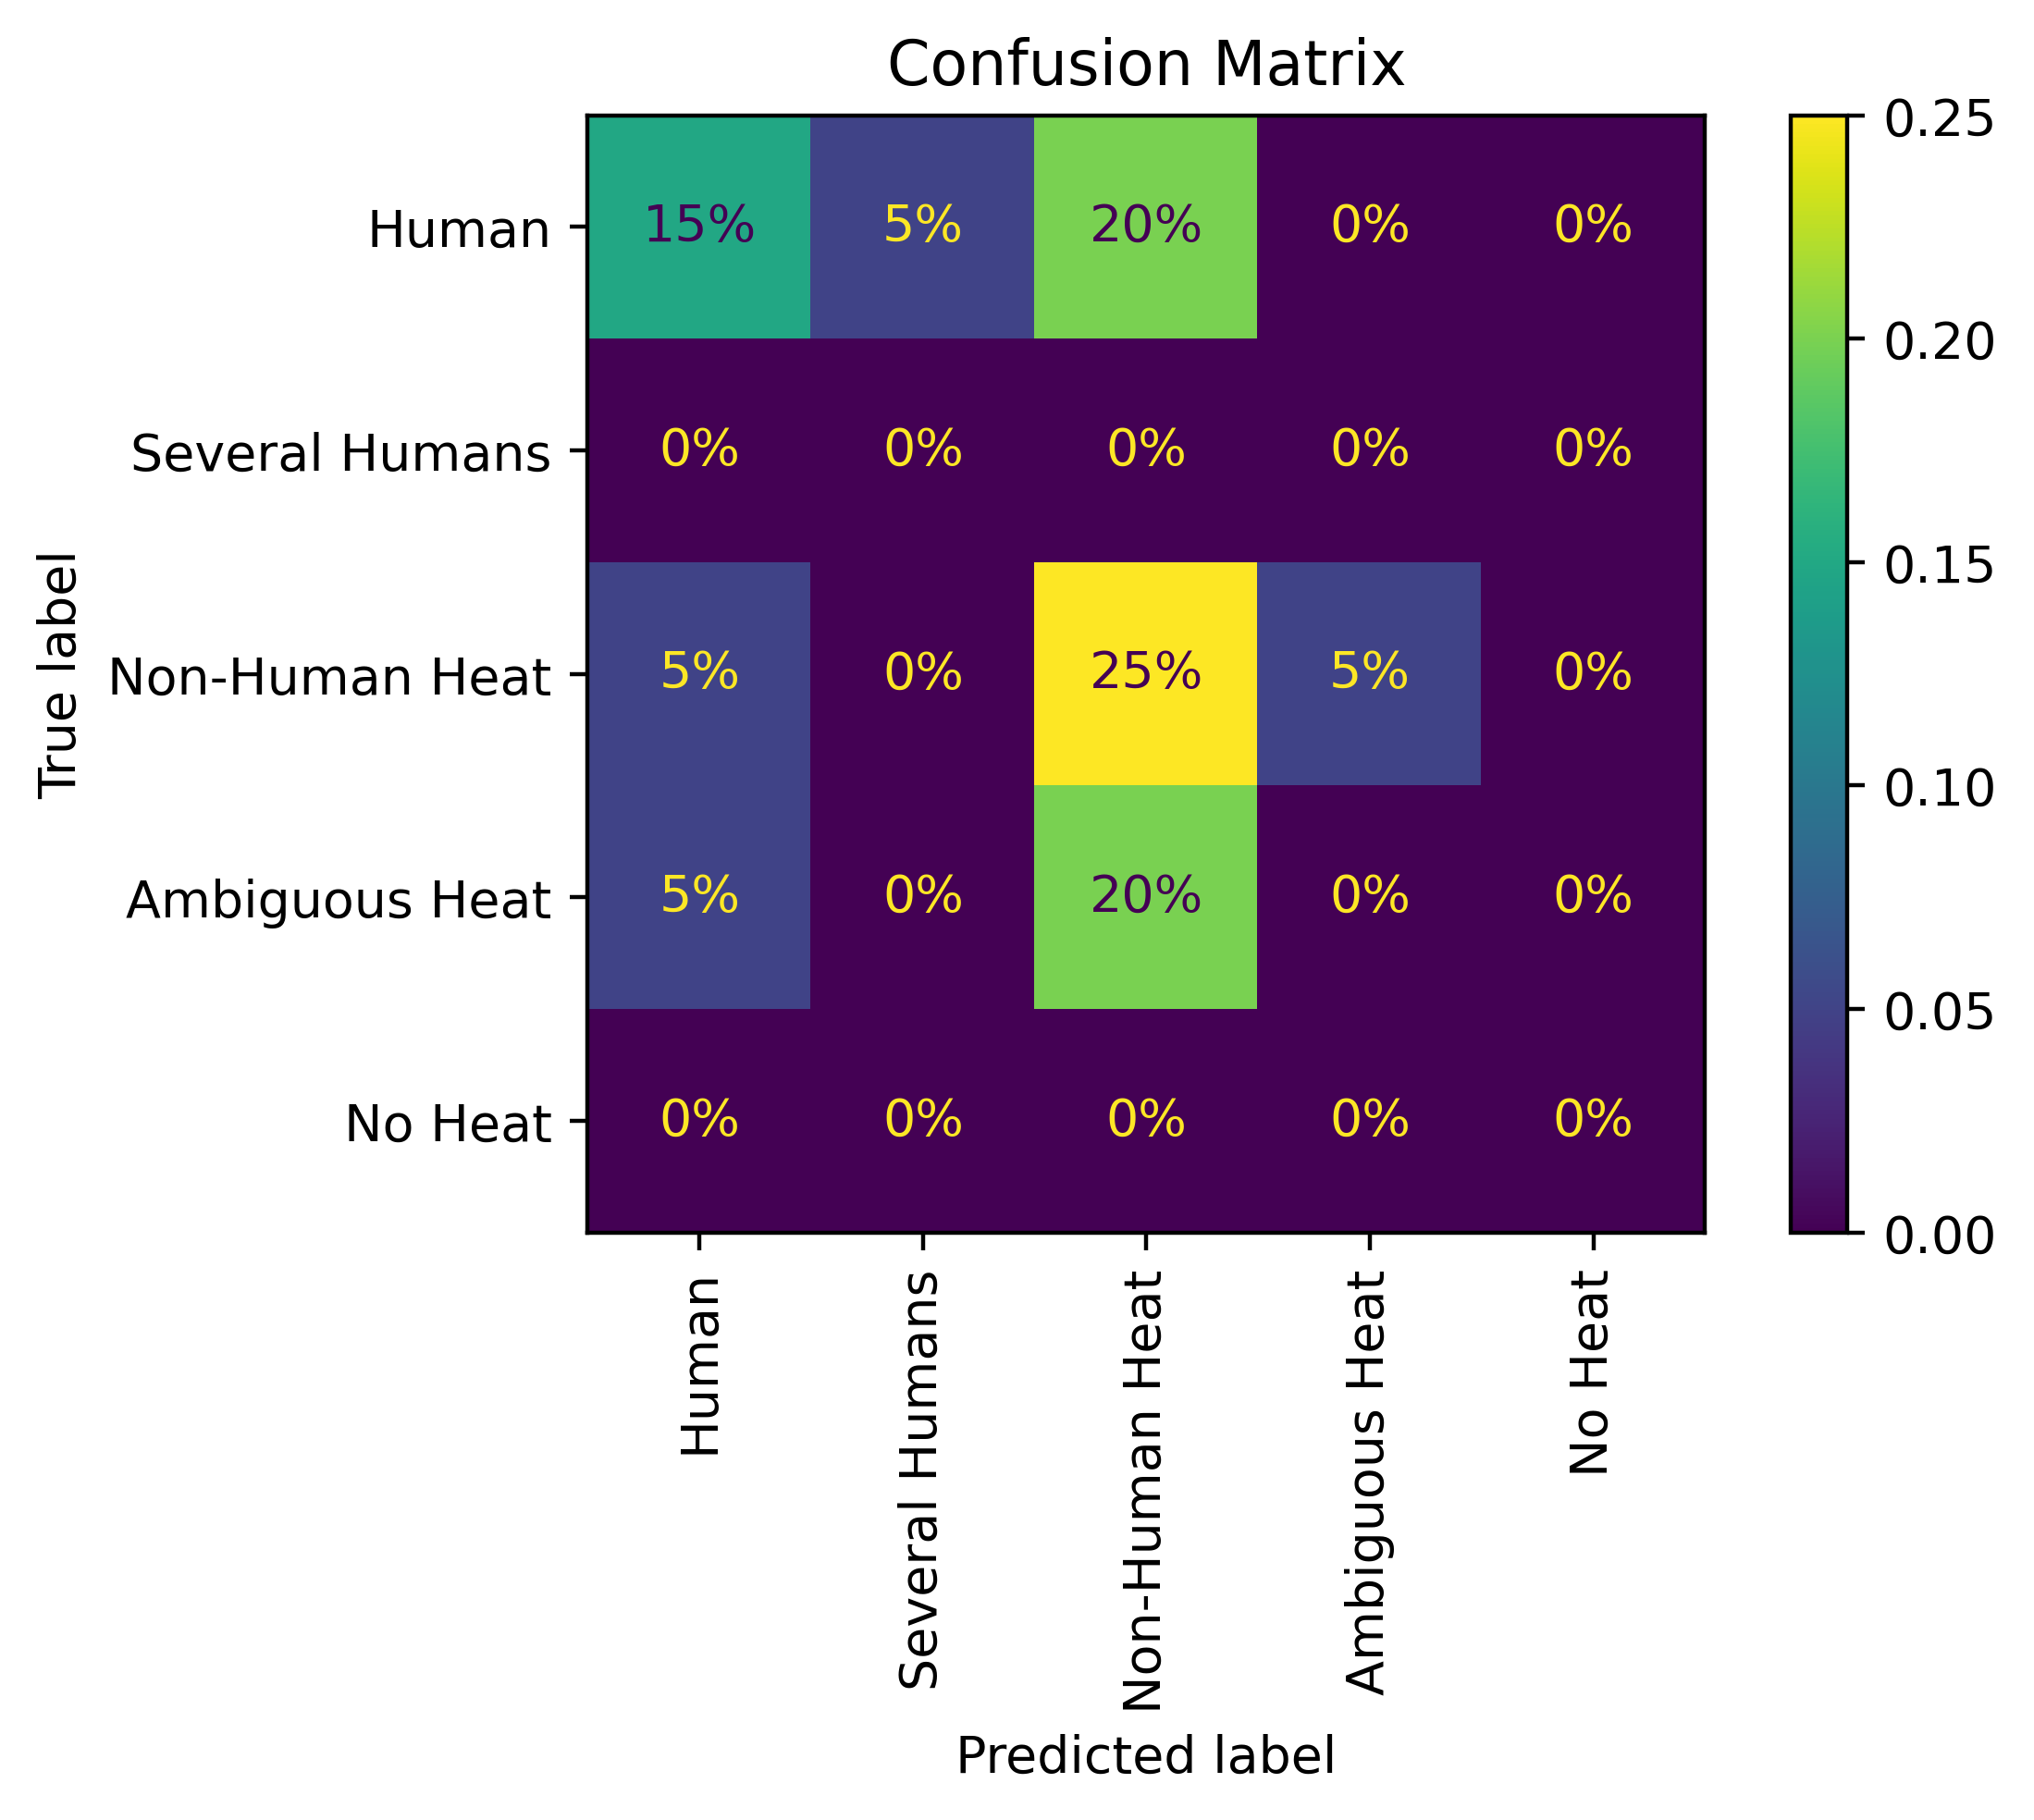 Confusion Matrix
True label
Human
15% 5% 20% 0% 0%
Several Humans
0% 0% 0% 0% 0%
Non-Human Heat
5% 0% 25% 5% 0%
Ambiguous Heat
5% 0% 20% 0% 0%
No Heat
0% 0% 0% 0% 0%
Human
Several Humans
Non-Human Heat
Ambiguous Heat
No Heat
Predicted label
0.25
0.20
0.15
0.10
0.05
0.00